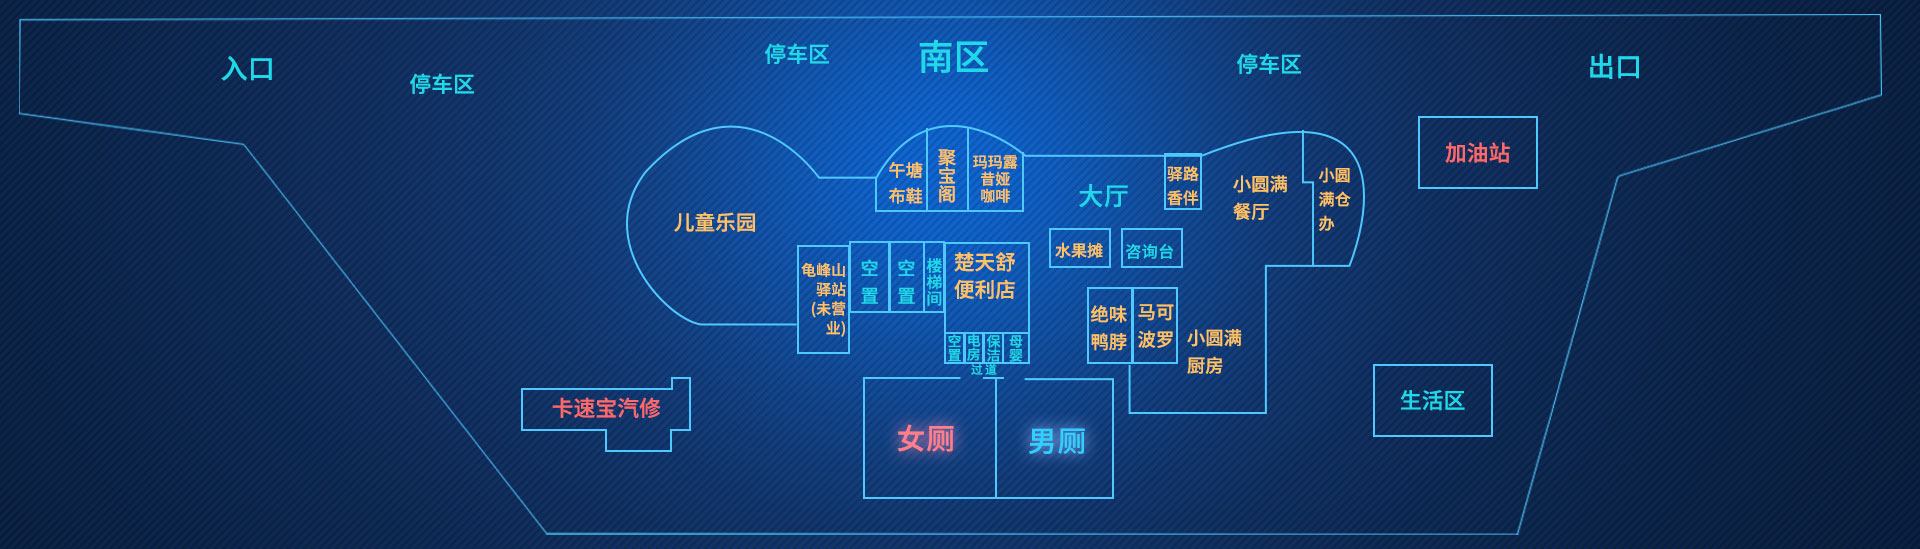 南区
入口
停车区
停车区
停车区
出口
加油站
儿童乐园
午塘
布鞋
聚
宝
阁
玛玛露
昔娅
咖啡
大厅
驿路
香伴
小圆满
餐厅
小圆
满仓
办
水果摊
咨询台
龟峰山
驿站
(未营
业)
空
置
空
置
楼
梯
间
楚天舒
便利店
空
置
电
房
保
洁
母
婴
过道
绝味
鸭脖
马可
波罗
小圆满
厨房
卡速宝汽修
女厕
男厕
生活区